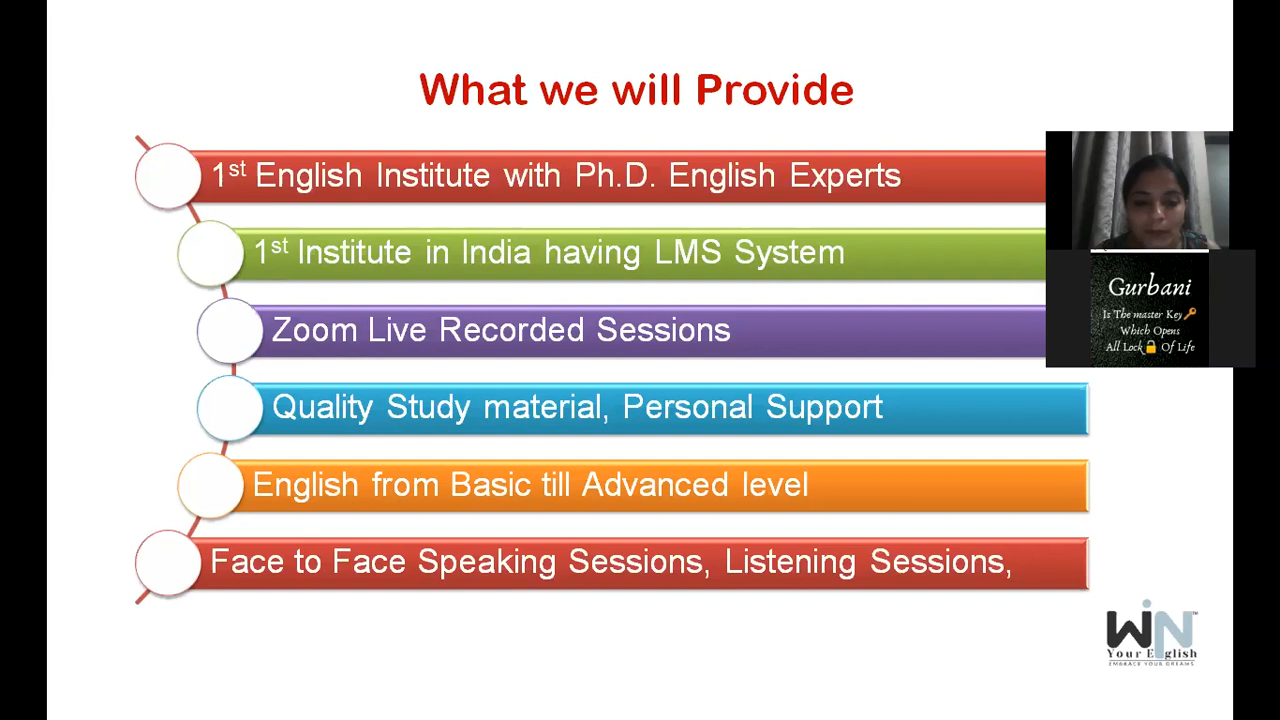 What we will Provide
1st English Institute with Ph.D. English Experts
1st Institute in India having LMS System
Zoom Live Recorded Sessions
Quality Study material, Personal Support
English from Basic till Advanced level
Face to Face Speaking Sessions, Listening Sessions,
Gurbani
Is The master Key🔑
Which Opens
All Lock🔒 Of Life
WiN™
Your English
EMBRACE YOUR DREAMS